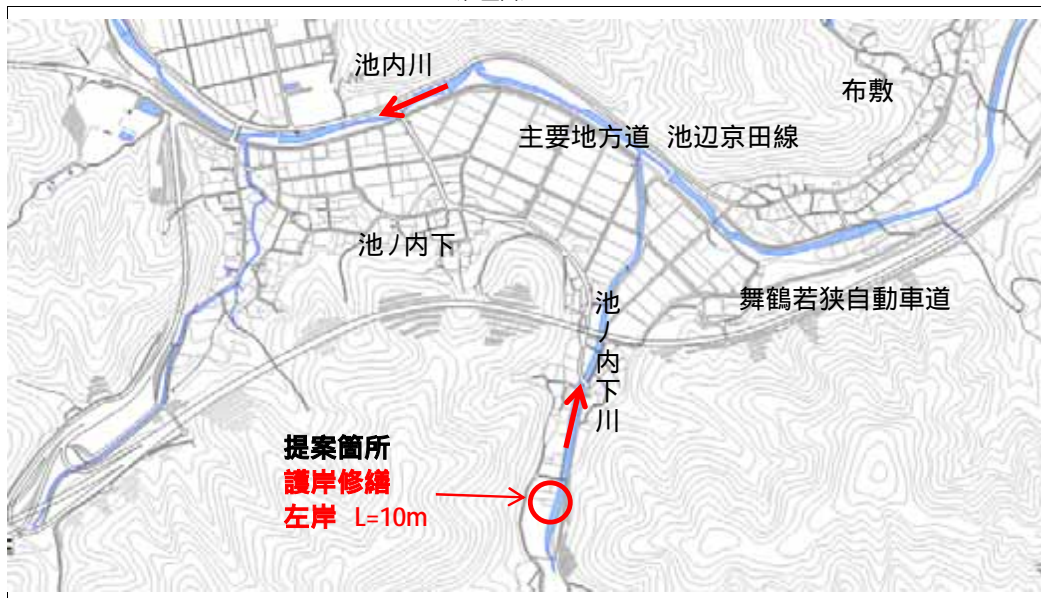 池内川
布敷
主要地方道 池辺京田線
池ノ内下
舞鶴若狭自動車道
池ノ内下川
提案箇所
護岸修繕
左岸 L=10m